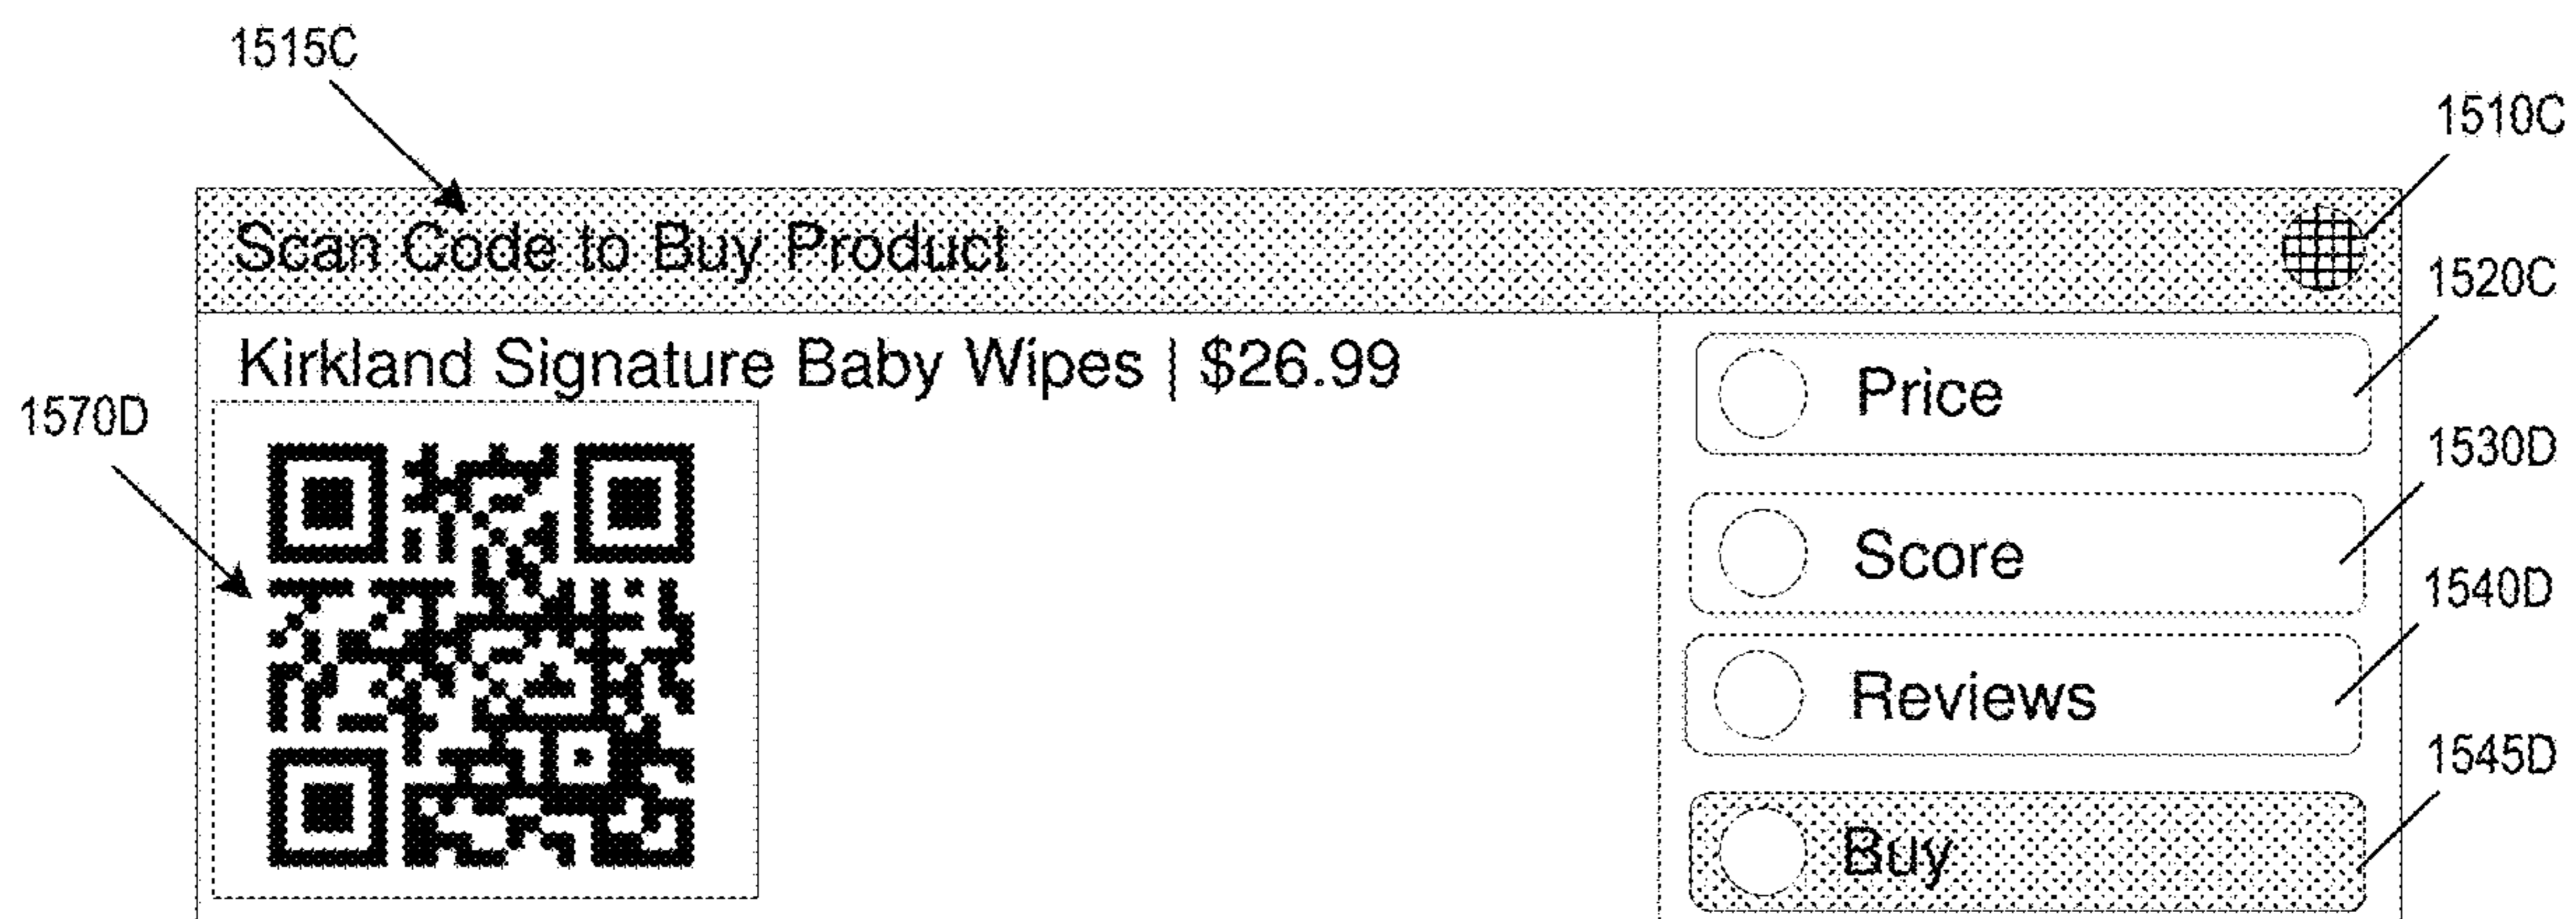 1515C
1510C
Scan Code to Buy Product
1520C
Kirkland Signature Baby Wipes | $26.99
Price
1570D
1530D
Score
1540D
Reviews
1545D
Buy